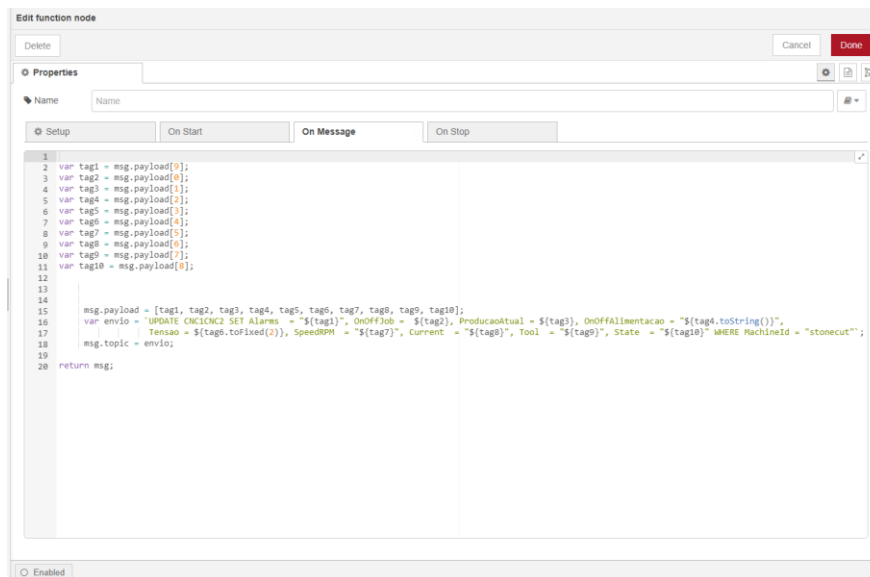 Edit function node
Delete Cancel Done
Properties
Name Name
Setup On Start On Message On Stop
1
2 var tag1 = msg.payload[9];
3 var tag2 = msg.payload[0];
4 var tag3 = msg.payload[1];
5 var tag4 = msg.payload[2];
6 var tag5 = msg.payload[3];
7 var tag6 = msg.payload[4];
8 var tag7 = msg.payload[5];
9 var tag8 = msg.payload[6];
10 var tag9 = msg.payload[7];
11 var tag10 = msg.payload[8];
12
13
14
15 msg.payload = [tag1, tag2, tag3, tag4, tag5, tag6, tag7, tag8, tag9, tag10];
16 var envio = `UPDATE CNC1CNC2 SET Alarms = "${tag1}", OnOffJob = ${tag2}, ProducaoAtual = ${tag3}, OnOffAlimentacao = "${tag4.toString()}",
17 Tensao = ${tag6.toFixed(2)}, SpeedRPM = "${tag7}", Current = "${tag8}", Tool = "${tag9}", State = "${tag10}" WHERE MachineId = "stonecut"`;
18 msg.topic = envio;
19
20 return msg;
Enabled